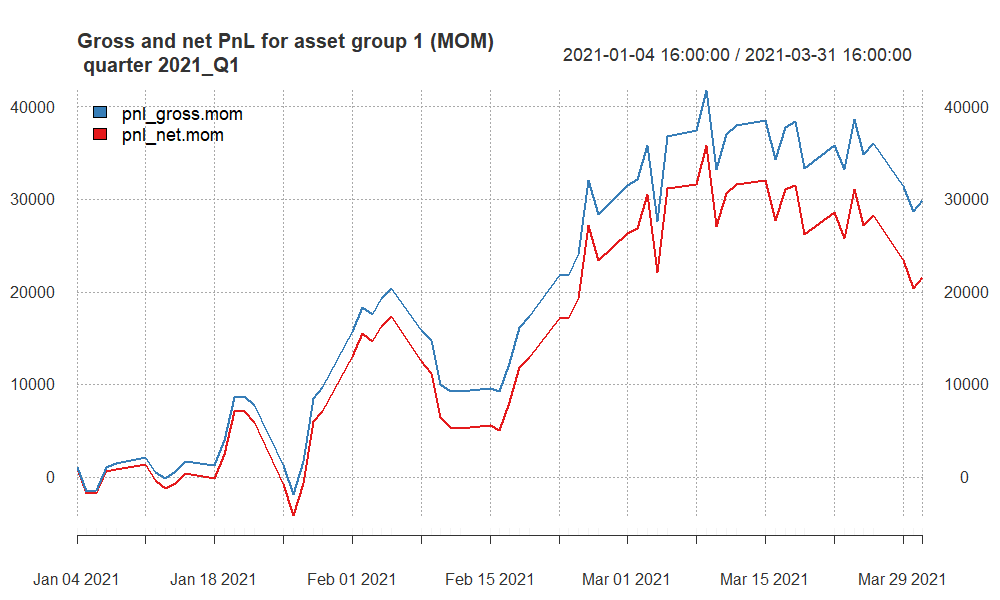 Gross and net PnL for asset group 1 (MOM)
quarter 2021_Q1
2021-01-04 16:00:00 / 2021-03-31 16:00:00
pnl_gross.mom
pnl_net.mom
40000 40000
30000 30000
20000 20000
10000 10000
0 0
Jan 04 2021 Jan 18 2021 Feb 01 2021 Feb 15 2021 Mar 01 2021 Mar 15 2021 Mar 29 2021